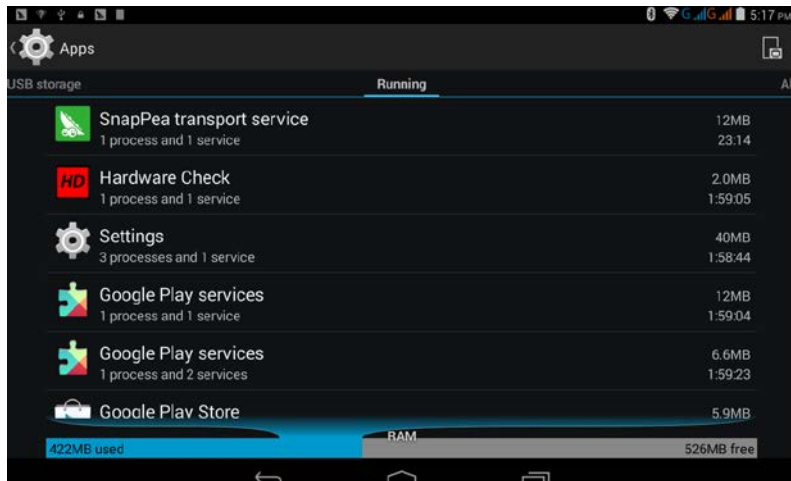 G G 5:17 PM
Apps
USB storage Running Al
SnapPea transport service 12MB
1 process and 1 service 23:14
HD Hardware Check 2.0MB
1 process and 1 service 1:59:05
Settings 40MB
3 processes and 1 service 1:58:44
Google Play services 12MB
1 process and 1 service 1:59:04
Google Play services 6.6MB
1 process and 2 services 1:59:23
Google Play Store 5.9MB
RAM
422MB used 526MB free